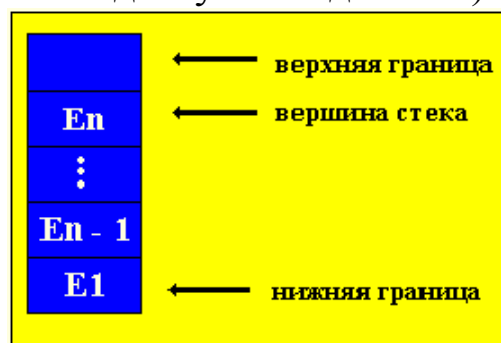 верхняя граница
En
вершина стека
⋮
En - 1
E1
нижняя граница